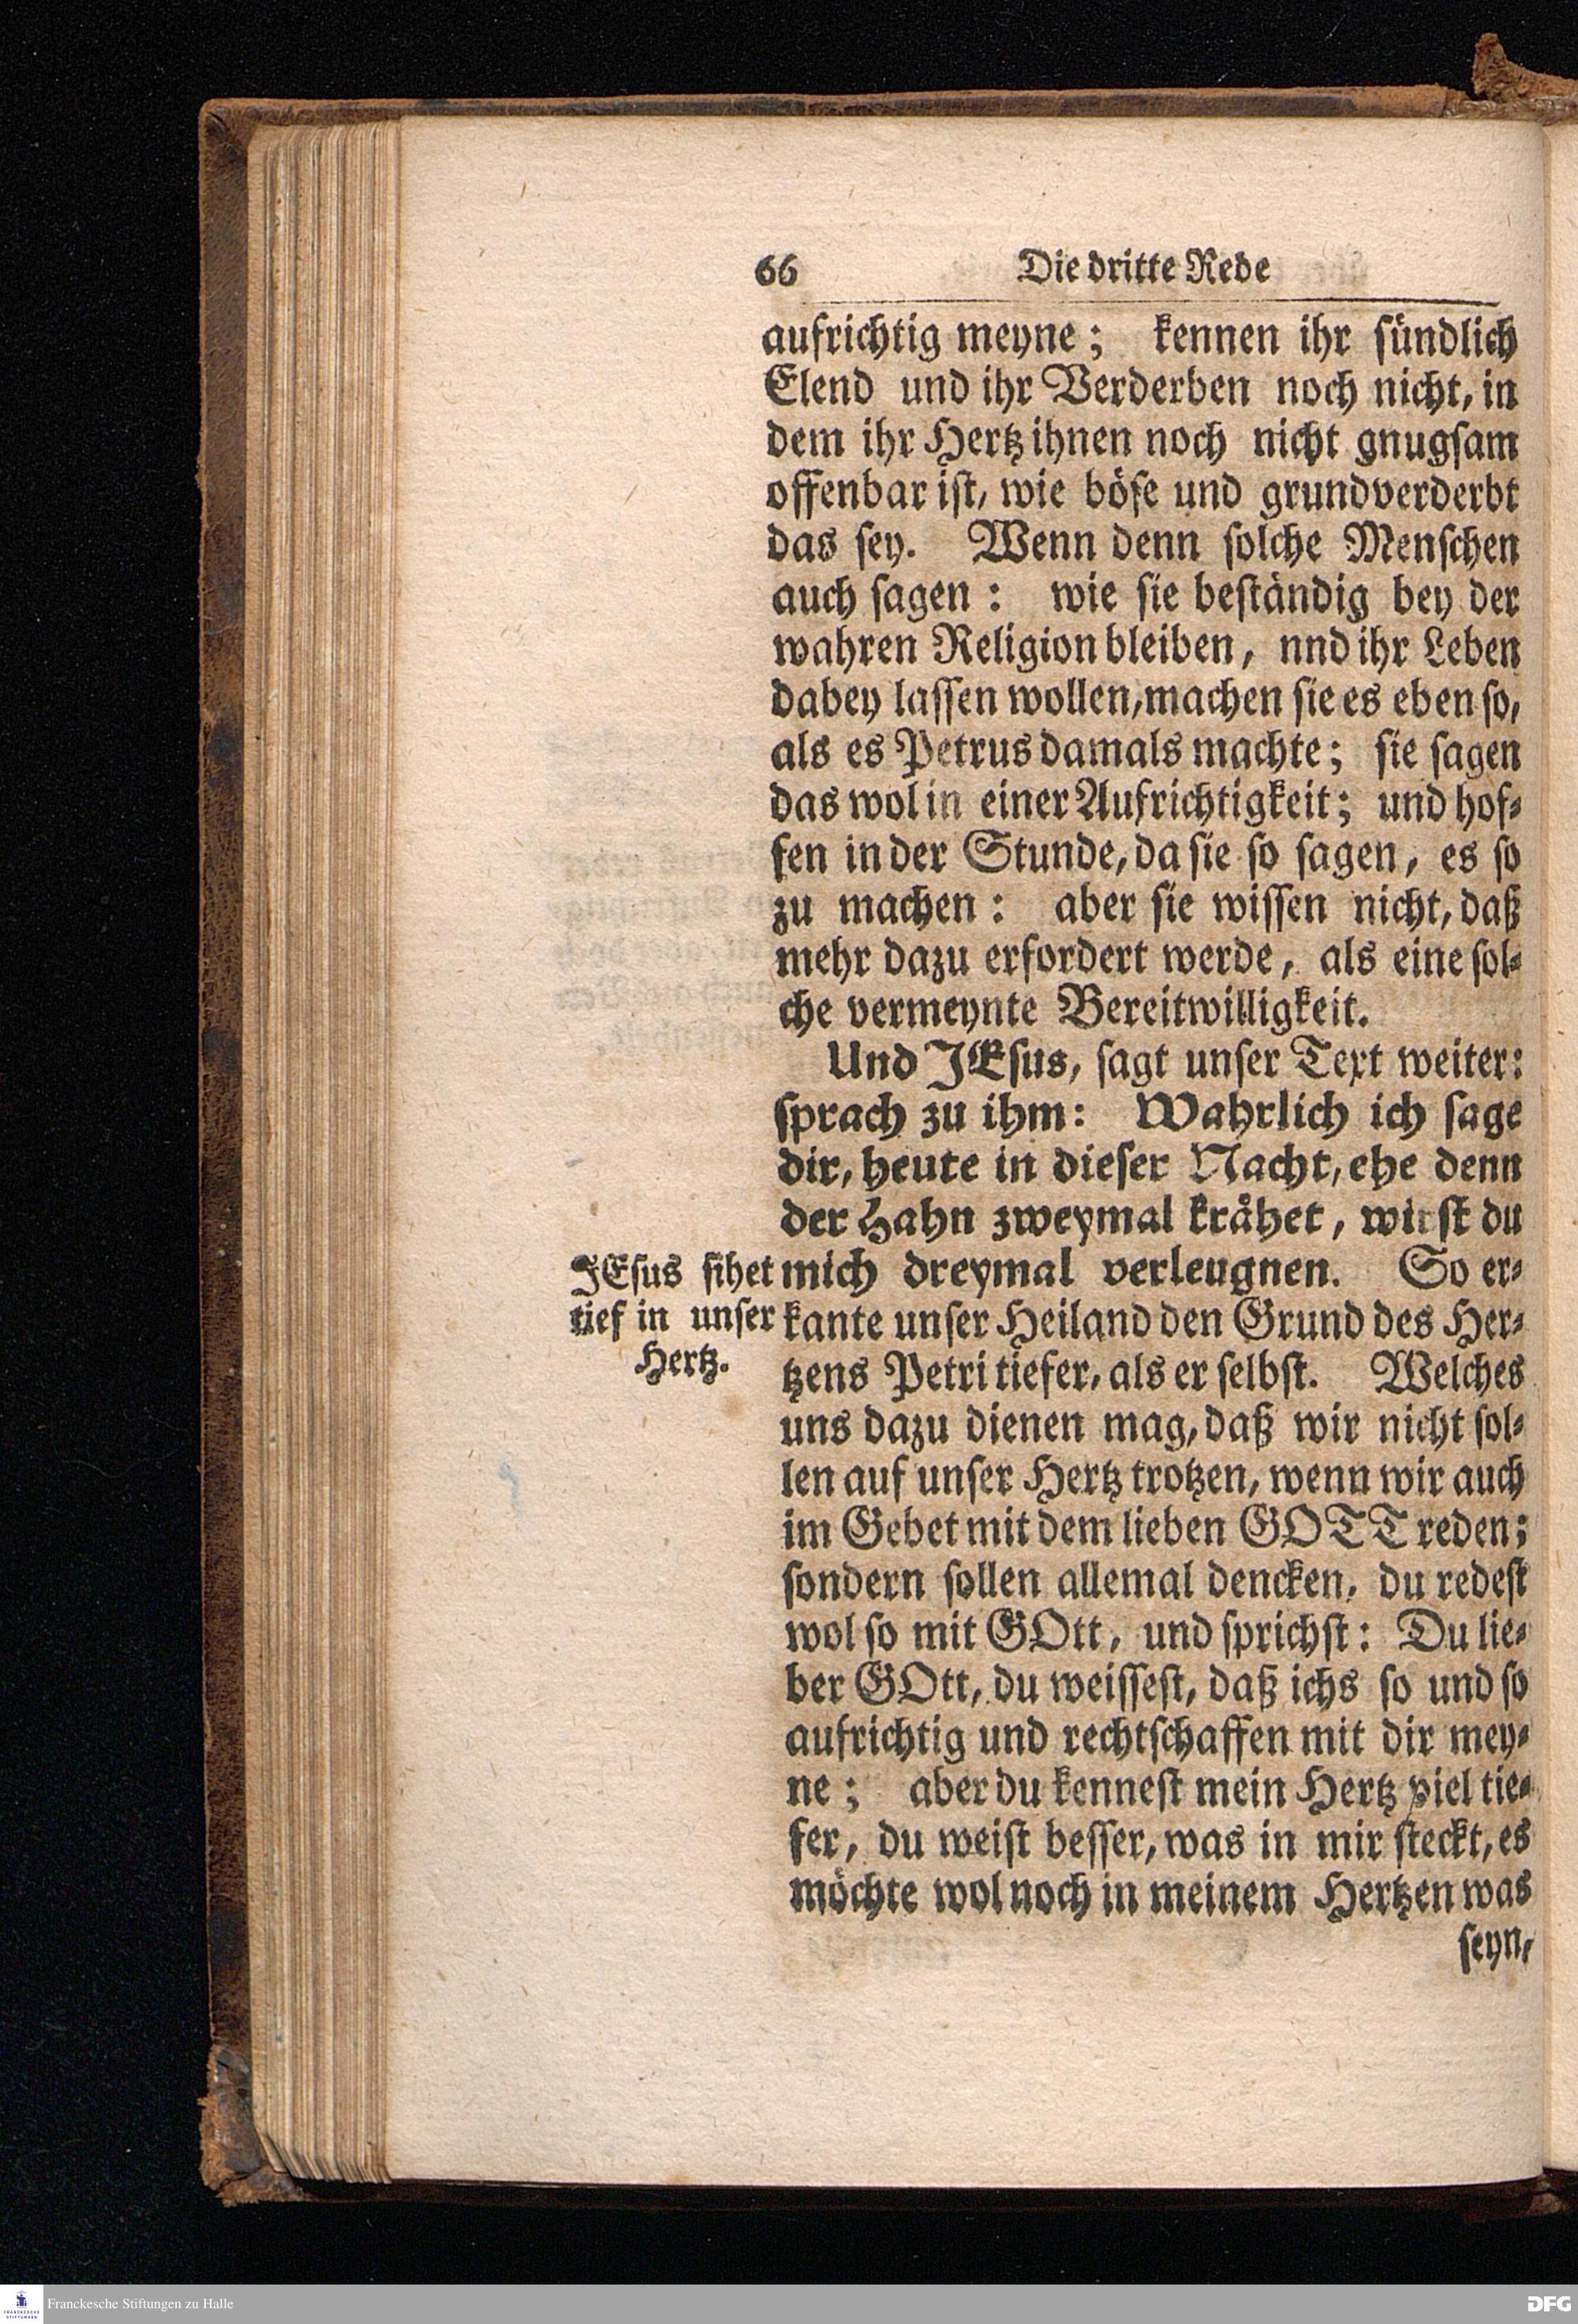 66 Die dritte Rede
aufrichtig meyne; kennen ihr sündlich
Elend und ihr Verderben noch nicht, in
dem ihr Hertz ihnen noch nicht gnugsam
offenbar ist, wie böse und grundverderbt
das sey. Wenn denn solche Menschen
auch sagen: wie sie beständig bey der
wahren Religion bleiben, nnd ihr Leben
dabey lassen wollen, machen sie es eben so,
als es Petrus damals machte; sie sagen
das wol in einer Aufrichtigkeit; und hof-
fen in der Stunde, da sie so sagen, es so
zu machen: aber sie wissen nicht, daß
mehr dazu erfordert werde, als eine sol-
che vermeynte Bereitwilligkeit.
Und JEsus, sagt unser Text weiter:
sprach zu ihm: Wahrlich ich sage
dir, heute in dieser Nacht, ehe denn
der Hahn zweymal krähet, wirst du
mich dreymal verleugnen. So er-
kante unser Heiland den Grund des Her-
tzens Petri tiefer, als er selbst. Welches
uns dazu dienen mag, daß wir nicht sol-
len auf unser Hertz trotzen, wenn wir auch
im Gebet mit dem lieben GOTT reden;
sondern sollen allemal dencken, du redest
wol so mit GOtt, und sprichst: Du lie-
ber GOtt, du weissest, daß ichs so und so
aufrichtig und rechtschaffen mit dir mey-
ne; aber du kennest mein Hertz viel tie-
fer, du weist besser, was in mir steckt, es
möchte wol noch in meinem Hertzen was
seyn,
JEsus sihet
tief in unser
Hertz.
FRANCKESCHE
STIFTUNGEN
Franckesche Stiftungen zu Halle
DFG